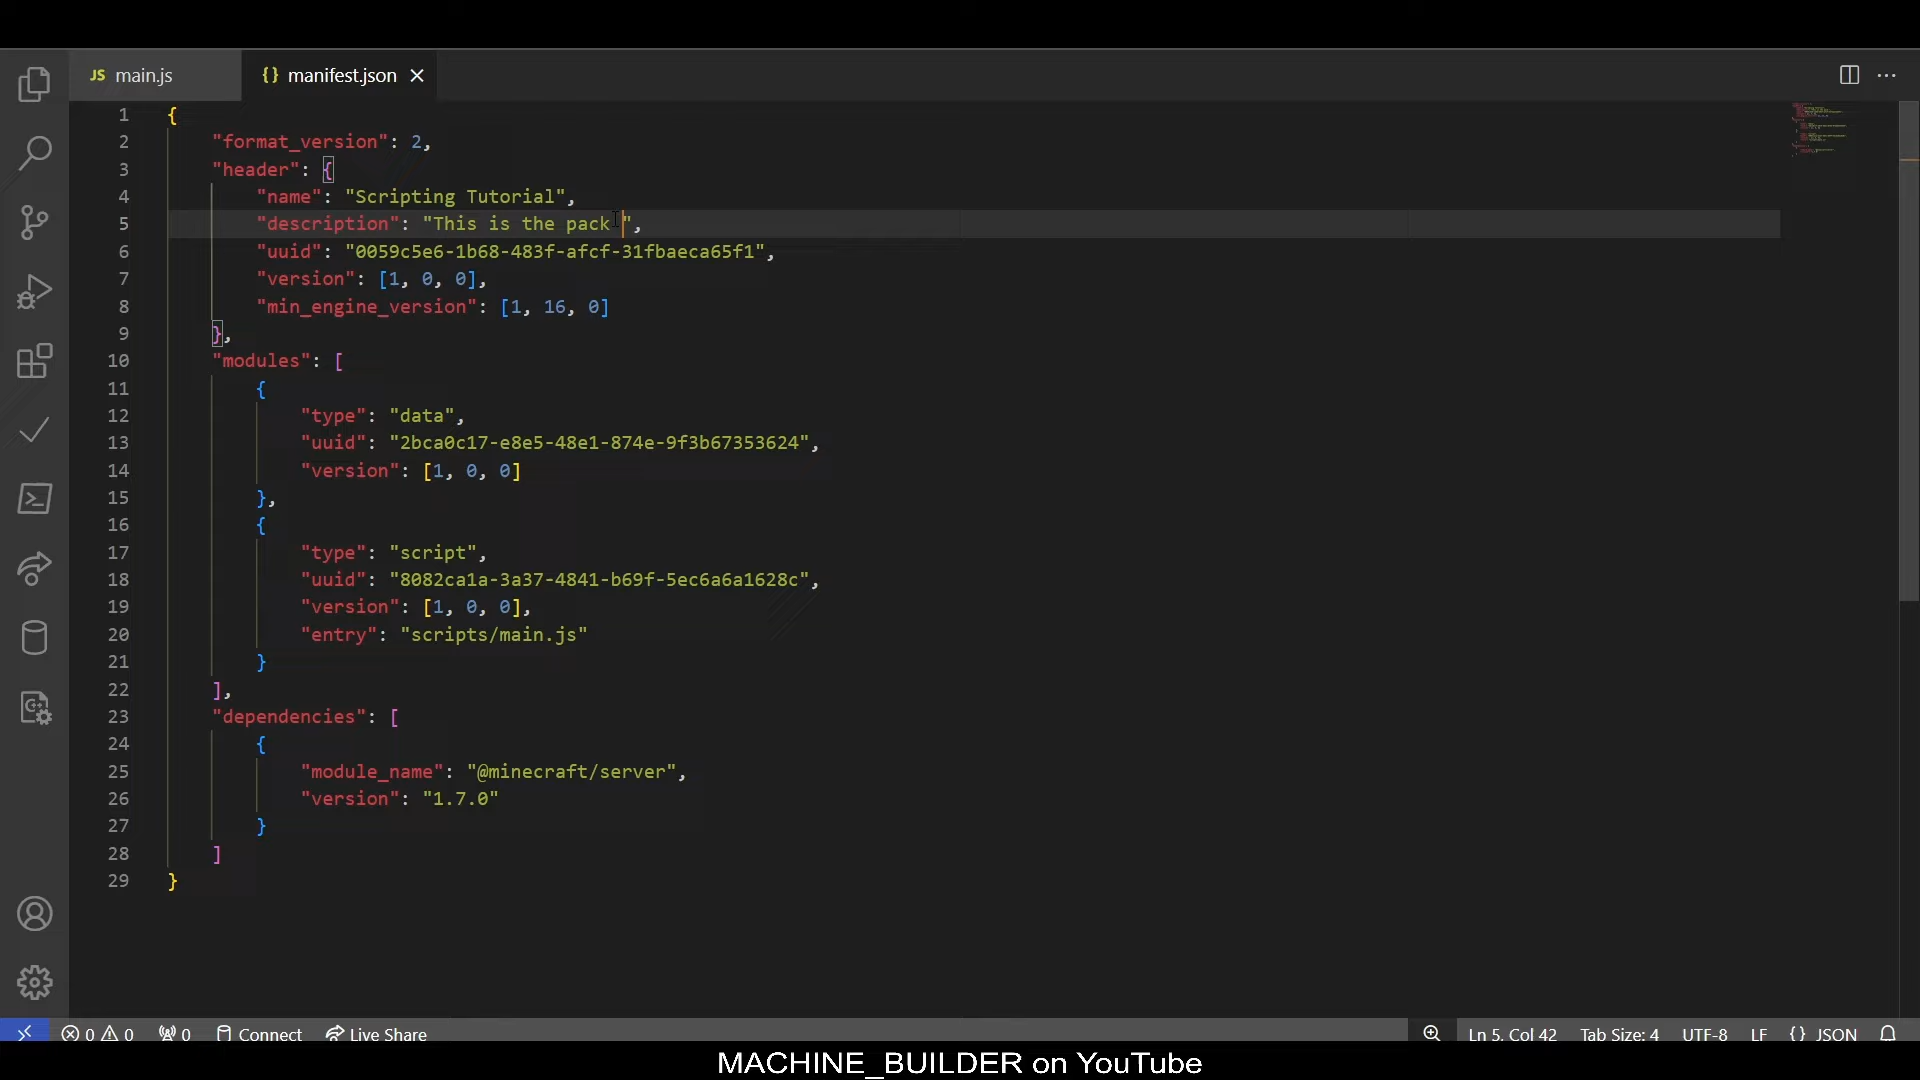 JS main.js
{} manifest.json
1 {
2 "format_version": 2,
3 "header": {
4 "name": "Scripting Tutorial",
5 "description": "This is the pack ",
6 "uuid": "0059c5e6-1b68-483f-afcf-31fbaeca65f1",
7 "version": [1, 0, 0],
8 "min_engine_version": [1, 16, 0]
9 },
10 "modules": [
11 {
12 "type": "data",
13 "uuid": "2bca0c17-e8e5-48e1-874e-9f3b67353624",
14 "version": [1, 0, 0]
15 },
16 {
17 "type": "script",
18 "uuid": "8082ca1a-3a37-4841-b69f-5ec6a6a1628c",
19 "version": [1, 0, 0],
20 "entry": "scripts/main.js"
21 }
22 ],
23 "dependencies": [
24 {
25 "module_name": "@minecraft/server",
26 "version": "1.7.0"
27 }
28 ]
29 }
0 0 0 Connect Live Share Ln 5, Col 42 Tab Size: 4 UTF-8 LF {} JSON
MACHINE_BUILDER on YouTube